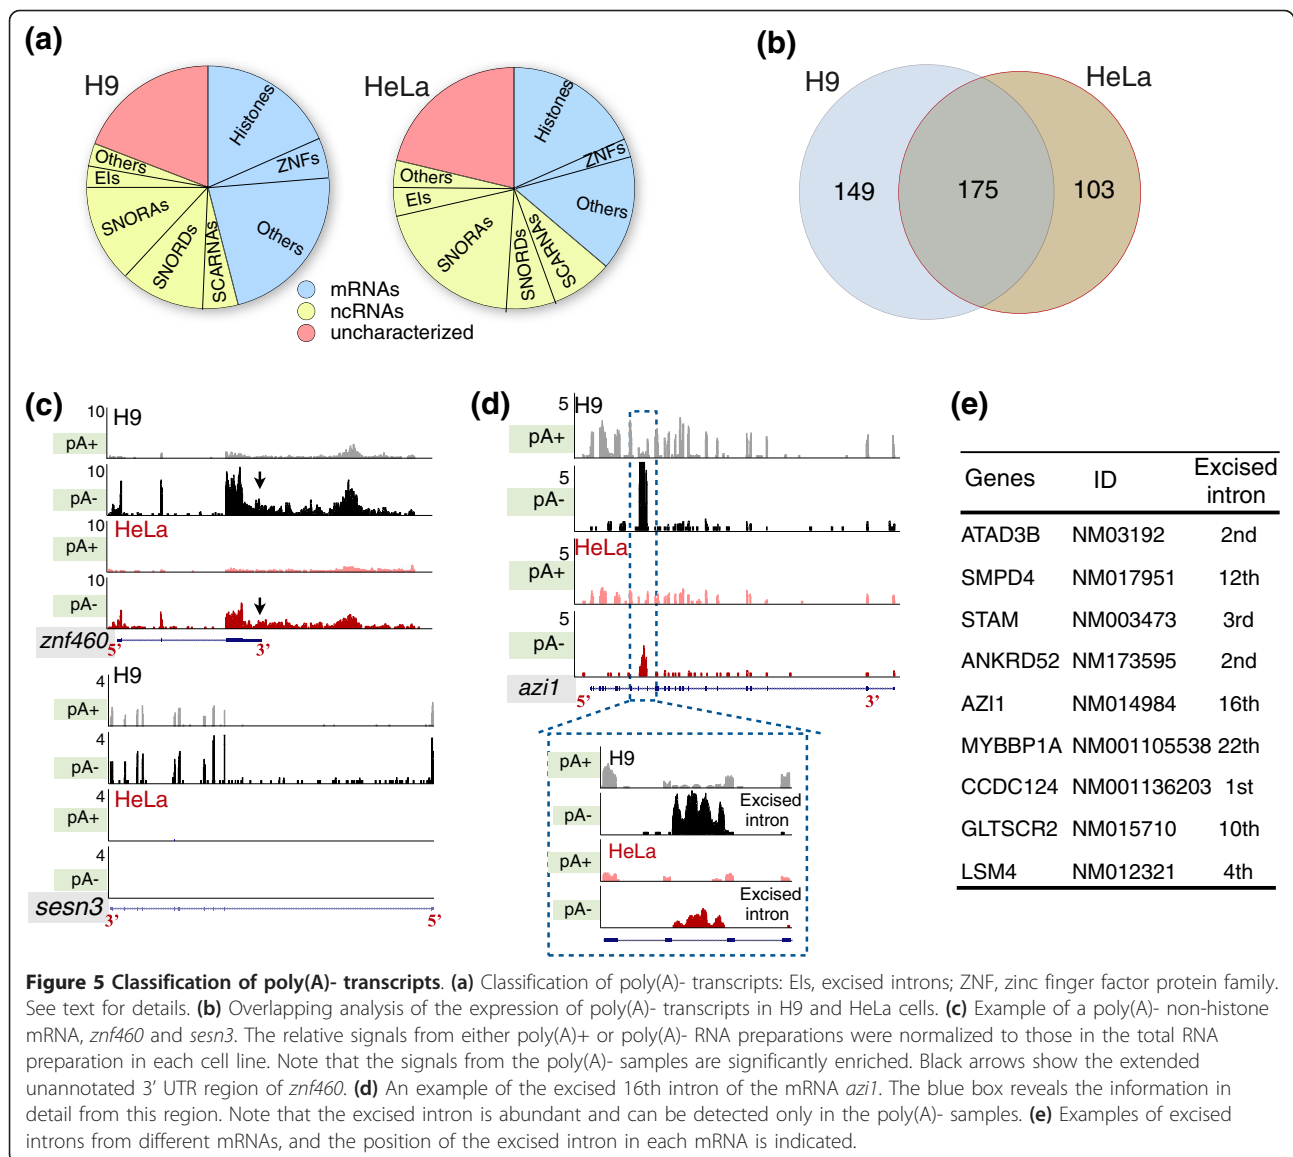 (a)
H9
Histones
ZNFs
Others
SCARNAs
SNORDs
SNORAs
EIs
Others
HeLa
Histones
ZNFs
Others
SCARNAs
SNORDs
SNORAs
EIs
Others
mRNAs
ncRNAs
uncharacterized
(b)
H9
HeLa
149
175
103
(c)
10
H9
pA+
10
pA-
10
HeLa
pA+
10
pA-
znf460
5’
3’
H9
4
pA+
4
pA-
4
HeLa
pA+
4
pA-
sesn3
3’
5’
(d)
5
H9
pA+
5
pA-
HeLa
5
pA+
5
pA-
azi1
5’
3’
pA+
H9
pA-
Excised
intron
pA+
HeLa
pA-
Excised
intron
(e)
Genes ID Excised intron
ATAD3B NM03192 2nd
SMPD4 NM017951 12th
STAM NM003473 3rd
ANKRD52 NM173595 2nd
AZI1 NM014984 16th
MYBBP1A NM001105538 22th
CCDC124 NM001136203 1st
GLTSCR2 NM015710 10th
LSM4 NM012321 4th
Figure 5 Classification of poly(A)- transcripts. (a) Classification of poly(A)- transcripts: EIs, excised introns; ZNF, zinc finger factor protein family.
See text for details. (b) Overlapping analysis of the expression of poly(A)- transcripts in H9 and HeLa cells. (c) Example of a poly(A)- non-histone
mRNA, znf460 and sesn3. The relative signals from either poly(A)+ or poly(A)- RNA preparations were normalized to those in the total RNA
preparation in each cell line. Note that the signals from the poly(A)- samples are significantly enriched. Black arrows show the extended
unannotated 3’ UTR region of znf460. (d) An example of the excised 16th intron of the mRNA azi1. The blue box reveals the information in
detail from this region. Note that the excised intron is abundant and can be detected only in the poly(A)- samples. (e) Examples of excised
introns from different mRNAs, and the position of the excised intron in each mRNA is indicated.